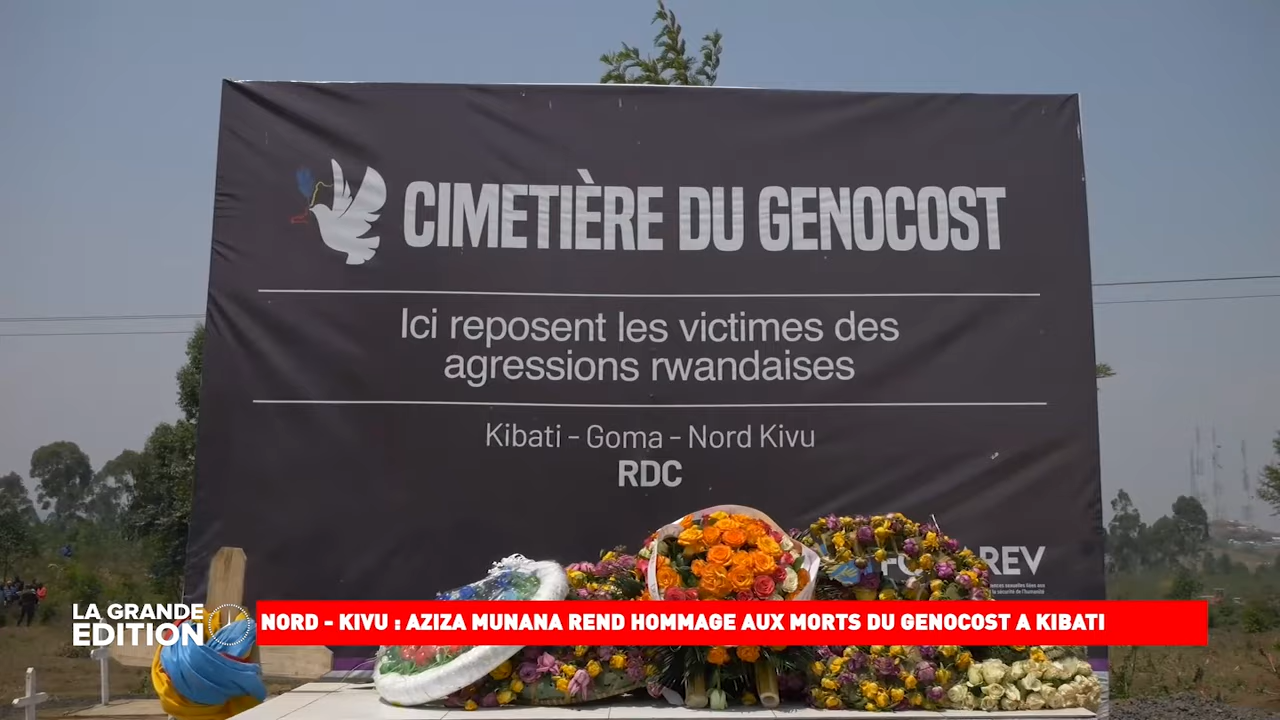 CIMETIÈRE DU GENOCOST
Ici reposent les victimes des
agressions rwandaises
Kibati - Goma - Nord Kivu
RDC
REV
LA GRANDE
EDITION
NORD - KIVU : AZIZA MUNANA REND HOMMAGE AUX MORTS DU GENOCOST A KIBATI